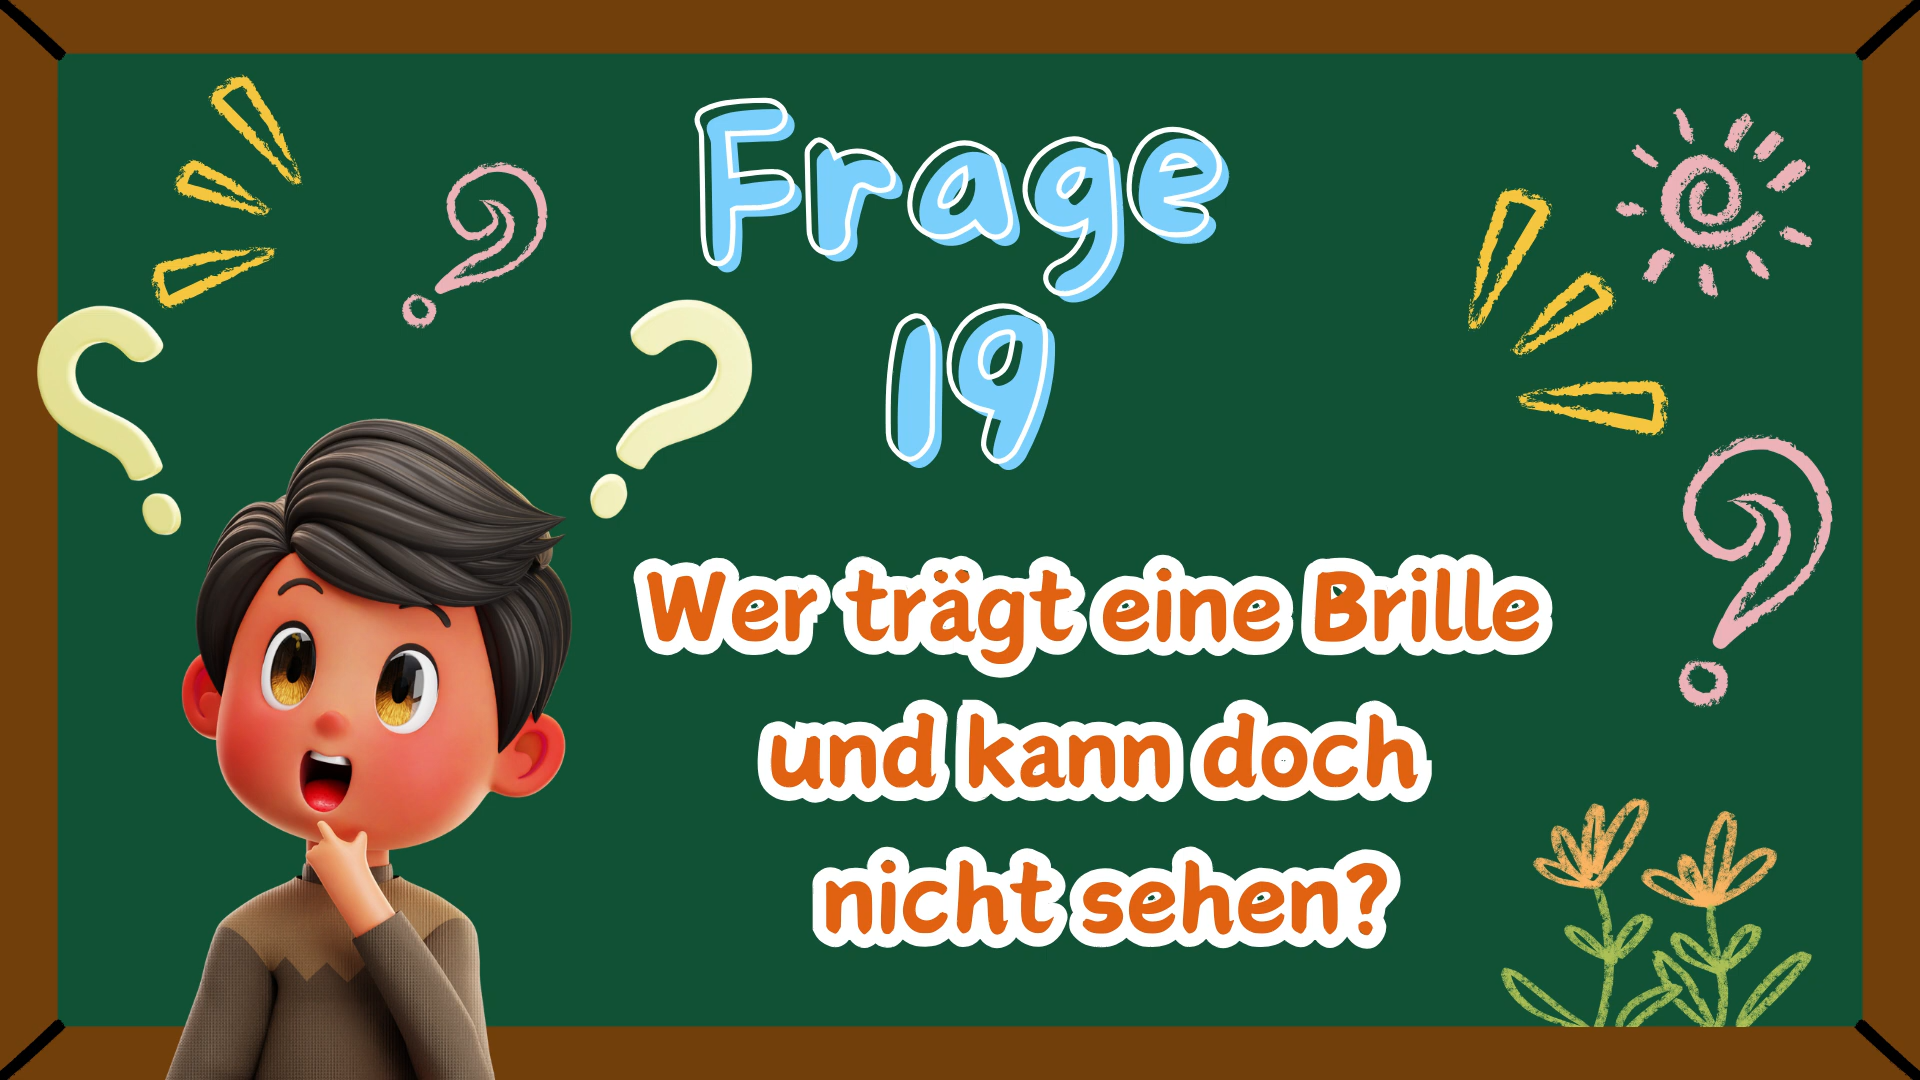 Frage
19
Wer trägt eine Brille
und kann doch
nicht sehen?